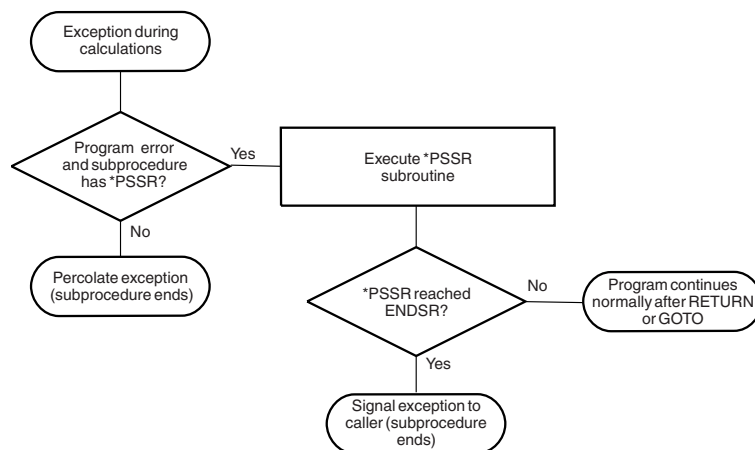 Exception during
calculations
Program error
and subprocedure
has *PSSR?
Yes
Execute *PSSR
subroutine
No
Percolate exception
(subprocedure ends)
*PSSR reached
ENDSR?
No
Program continues
normally after RETURN
or GOTO
Yes
Signal exception to
caller (subprocedure
ends)